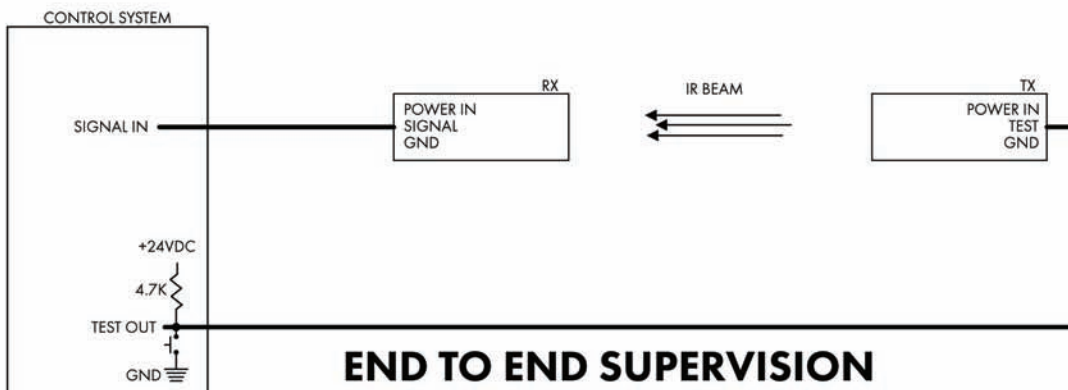 CONTROL SYSTEM
RX
IR BEAM
TX
POWER IN
SIGNAL
GND
POWER IN
TEST
GND
SIGNAL IN
+24VDC
4.7K
TEST OUT
GND
END TO END SUPERVISION